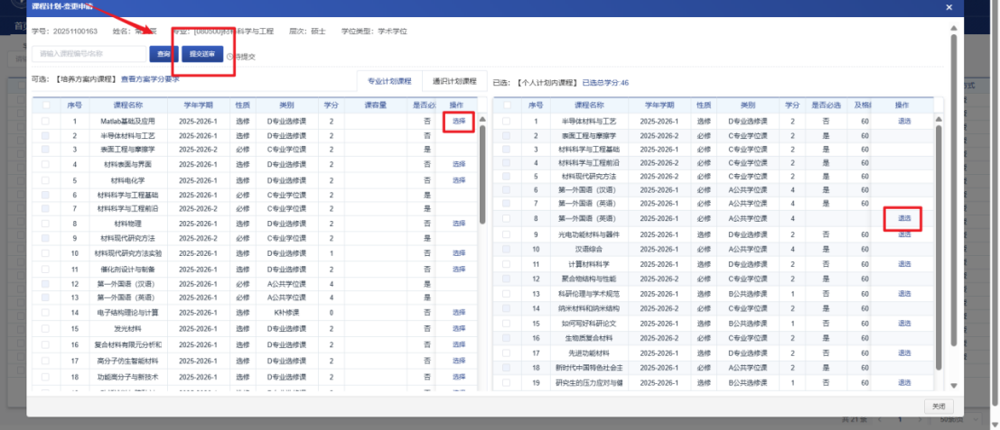 课程计划-变更申请
学号：20251100163 姓名： 专业：[080500]材料科学与工程 层次：硕士 学位类型：学术学位
请输入课程编号/名称 查询 提交送审 待提交
可选：【培养方案内课程】 查看方案学分要求 专业计划课程 通识计划课程
序号 课程名称 学年学期 性质 类别 学分 课容量 是否必 操作
1 Matlab基础及应用 2025-2026-1 选修 D专业选修课 2 否 选择
2 半导体材料与工艺 2025-2026-1 选修 D专业选修课 2 否
3 表面工程与摩擦学 2025-2026-2 必修 C专业学位课 2 是
4 材料表面与界面 2025-2026-1 选修 D专业选修课 2 否 选择
5 材料电化学 2025-2026-1 选修 D专业选修课 2 否 选择
6 材料科学与工程基础 2025-2026-1 必修 C专业学位课 2 是
7 材料科学与工程前沿 2025-2026-2 必修 C专业学位课 2 是
8 材料物理 2025-2026-1 选修 D专业选修课 2 否 选择
9 材料现代研究方法 2025-2026-2 必修 C专业学位课 2 是
10 材料现代研究方法实验 2025-2026-1 选修 D专业选修课 1 否 选择
11 催化剂设计与制备 2025-2026-1 选修 D专业选修课 2 否 选择
12 第一外国语（汉语） 2025-2026-1 必修 A公共学位课 4 是
13 第一外国语（英语） 2025-2026-1 必修 A公共学位课 4 是
14 电子结构理论与计算 2025-2026-1 选修 K补修课 0 否 选择
15 发光材料 2025-2026-1 选修 D专业选修课 2 否 选择
16 复合材料有限元分析和 2025-2026-1 选修 D专业选修课 2 否 选择
17 高分子仿生智能材料 2025-2026-1 选修 D专业选修课 2 否 选择
18 功能高分子与新技术 2025-2026-1 选修 D专业选修课 2 否 选择
已选：【个人计划内课程】 已选总学分:46
序号 课程名称 学年学期 性质 类别 学分 是否必选 及格 操作
1 半导体材料与工艺 2025-2026-1 选修 D专业选修课 2 否 60 退选
2 表面工程与摩擦学 2025-2026-2 必修 C专业学位课 2 是 60
3 材料科学与工程基础 2025-2026-1 必修 C专业学位课 2 是 60
4 材料科学与工程前沿 2025-2026-2 必修 C专业学位课 2 是 60
5 材料现代研究方法 2025-2026-2 必修 C专业学位课 2 是 60
6 第一外国语（汉语） 2025-2026-1 必修 A公共学位课 4 是 60
7 第一外国语（英语） 2025-2026-1 必修 A公共学位课 4 是 60
8 第一外国语（英语） 2025-2026-1 必修 A公共学位课 4 退选
9 光电功能材料与器件 2025-2026-1 选修 D专业选修课 2 否 60 退选
10 汉语综合 2025-2026-1 必修 A公共学位课 4 是 60
11 计算材料科学 2025-2026-1 选修 D专业选修课 2 否 60 退选
12 聚合物结构与性能 2025-2026-2 必修 C专业学位课 2 是 60
13 科研伦理与学术规范 2025-2026-1 选修 B公共选修课 1 否 60 退选
14 纳米材料和纳米结构 2025-2026-2 必修 C专业学位课 2 是 60
15 如何写好科研论文 2025-2026-1 选修 B公共选修课 1 否 60 退选
16 生物质复合材料 2025-2026-2 必修 C专业学位课 2 是 60
17 先进功能材料 2025-2026-1 选修 D专业选修课 2 否 60 退选
18 新时代中国特色社会主 2025-2026-1 必修 A公共学位课 2 是 60
19 研究生的压力应对与健 2025-2026-1 选修 B公共选修课 1 否 60 退选
关闭
共 21 条 1 50条/页